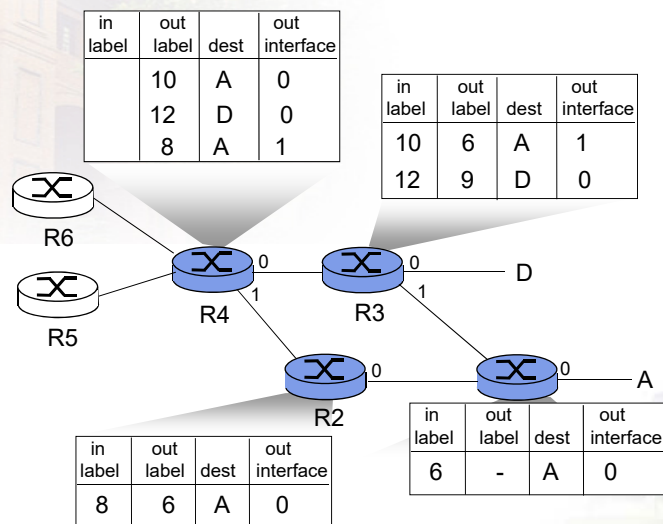 in out out
label label dest interface
10 A 0
12 D 0
8 A 1
in out out
label label dest interface
10 6 A 1
12 9 D 0
R6
0 0 D
R5 R4 1 R3 1
0 0 A
R2
in out out
label label dest interface
6 - A 0
in out out
label label dest interface
8 6 A 0